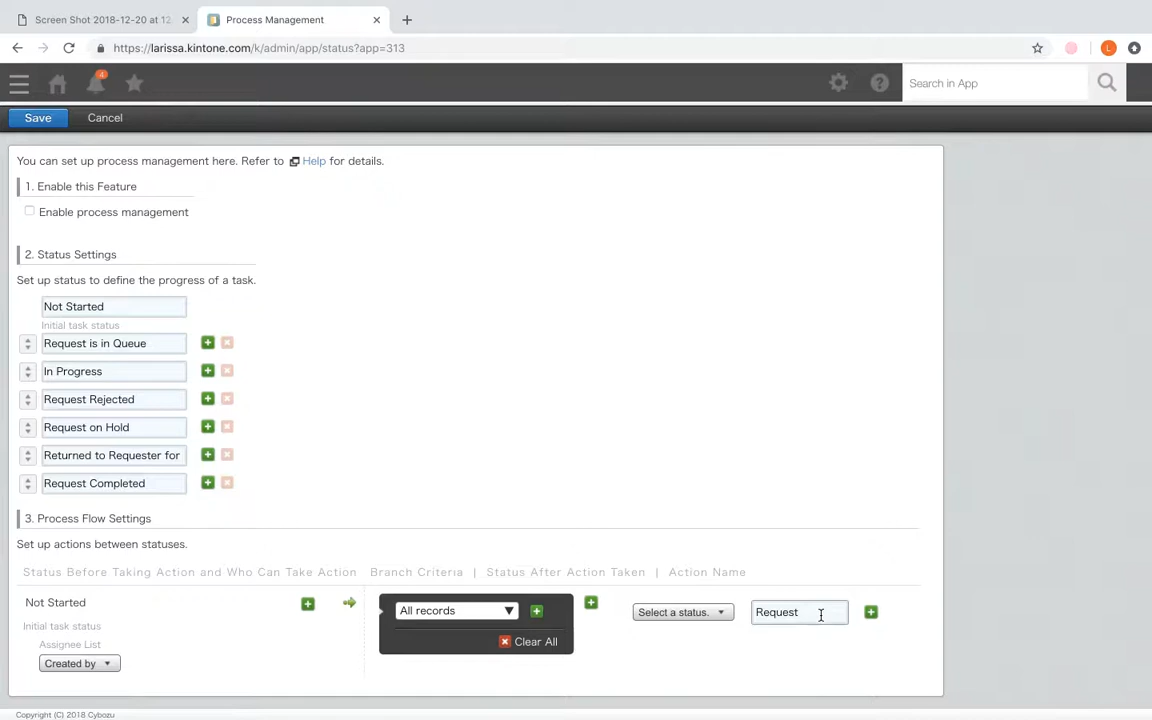 Screen Shot 2018-12-20 at 12
Process Management
https://larissa.kintone.com/k/admin/app/status?app=313
L
4
Search in App
Save
Cancel
You can set up process management here. Refer to Help for details.
1. Enable this Feature
Enable process management
2. Status Settings
Set up status to define the progress of a task.
Not Started
Initial task status
Request is in Queue
In Progress
Request Rejected
Request on Hold
Returned to Requester for
Request Completed
3. Process Flow Settings
Set up actions between statuses.
Status Before Taking Action and Who Can Take Action Branch Criteria | Status After Action Taken | Action Name
Not Started
Initial task status
Assignee List
Created by
All records
Clear All
Select a status.
Request
Copyright (C) 2018 Cybozu